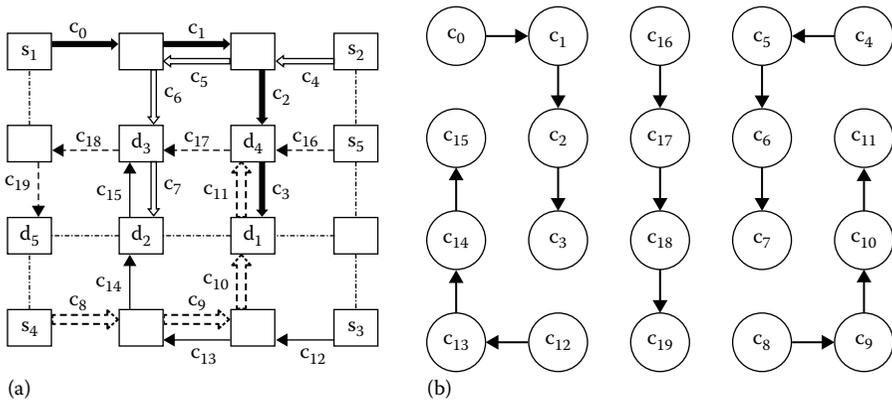 s1 c0 c1 s2
c5 c4
c6 c2
c18 d3 c17 d4 c16 s5
c19 c15 c7 c11 c3
d5 d2 d1
c14 c10
s4 c8 c9 s3
c13 c12
(a)
c0 c1 c16 c5 c4
c15 c2 c17 c6 c11
c14 c3 c18 c7 c10
c13 c12 c19 c8 c9
(b)